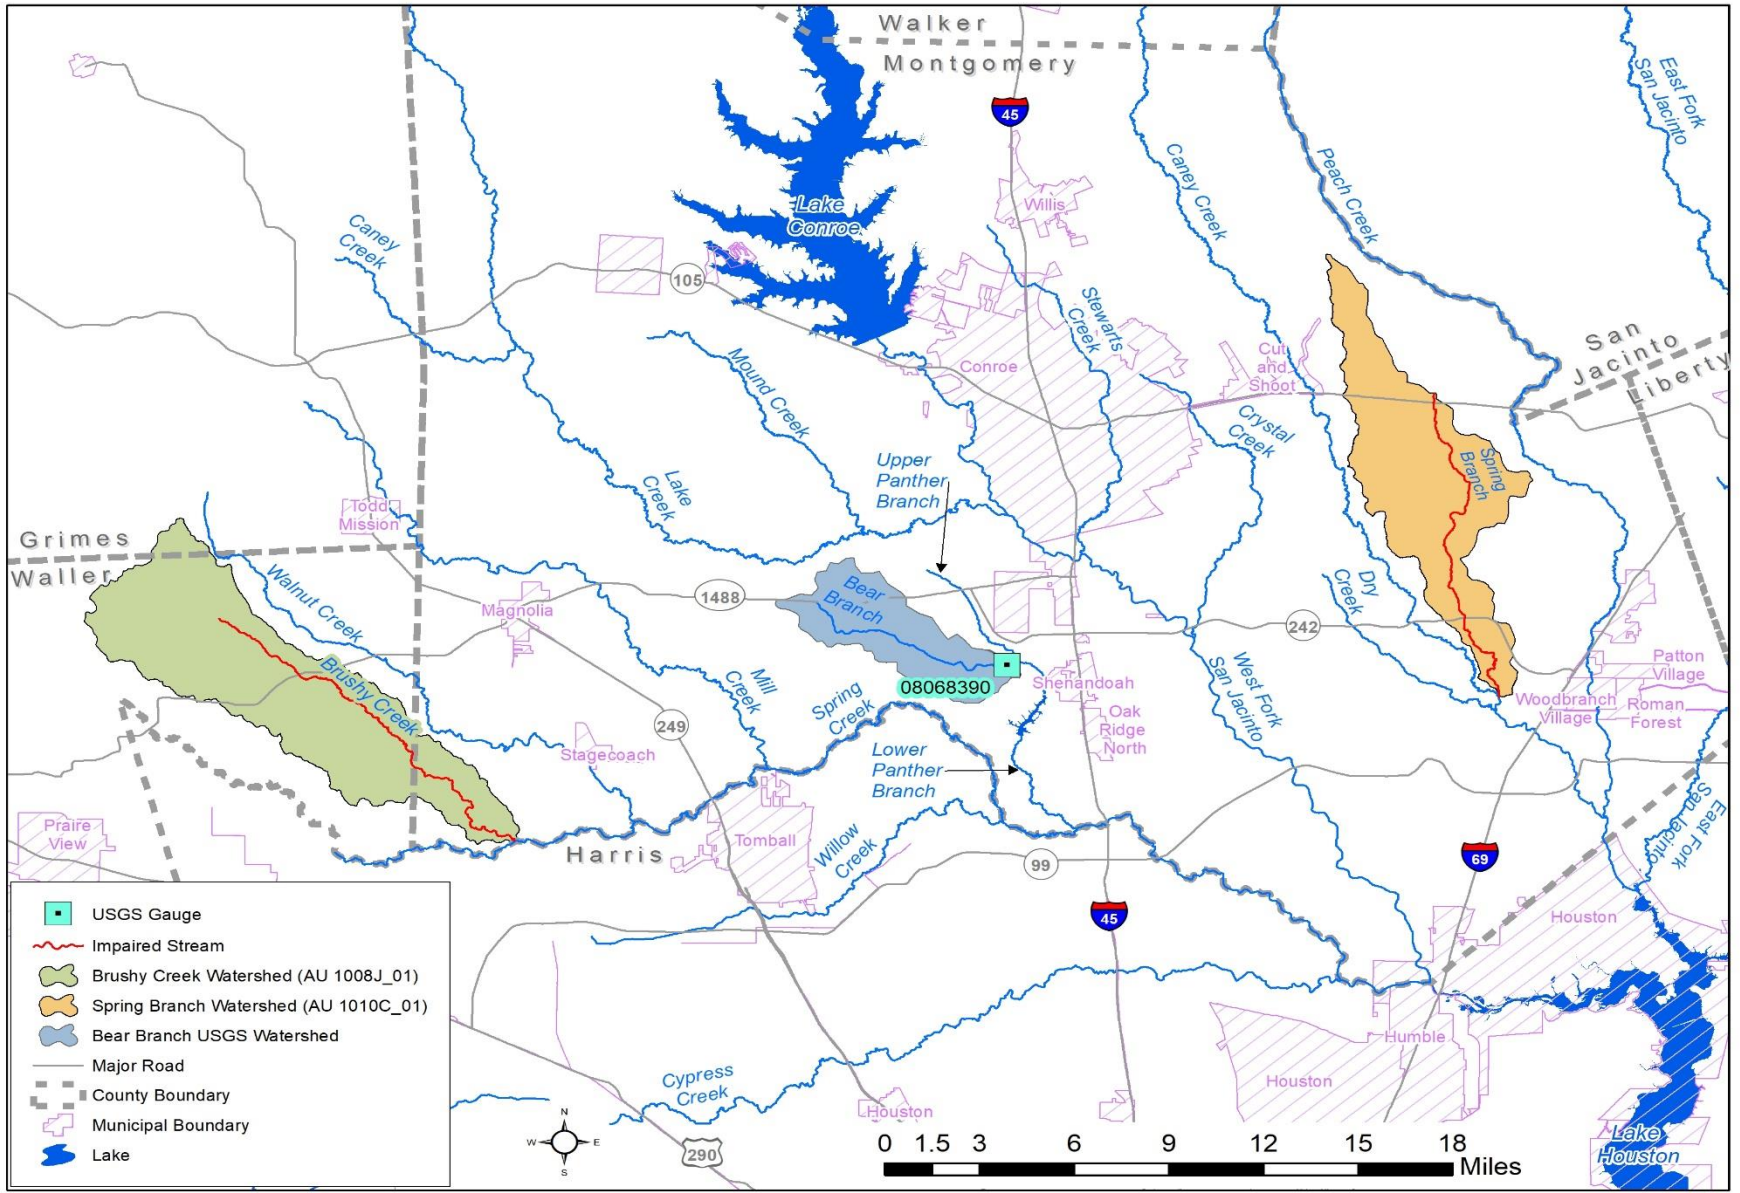 Walker
Montgomery
East Fork
San Jacinto
45
Caney Creek
Peach Creek
Willis
Lake
Conroe
Caney
Creek
105
Stewarts
Creek
San
Jacinto
Liberty
Cut
and
Shoot
Conroe
Mound Creek
Crystal
Creek
Upper
Panther
Branch
Spring
Branch
Lake
Creek
Todd
Mission
Grimes
Waller
Walnut Creek
Dry
Creek
Bear
Branch
1488
Magnolia
242
Patton
Village
Brushy Creek
Mill
Creek
08068390
Shenandoah
West Fork
San Jacinto
Woodbranch
Village
Roman
Forest
Spring
Creek
Oak
Ridge
North
249
Stagecoach
Lower
Panther
Branch
East Fork
San Jacinto
Praire
View
Harris
Tomball
Willow
Creek
99
69
45
Houston
USGS Gauge
Impaired Stream
Brushy Creek Watershed (AU 1008J_01)
Spring Branch Watershed (AU 1010C_01)
Bear Branch USGS Watershed
Major Road
County Boundary
Municipal Boundary
Lake
Humble
Houston
Cypress
Creek
Houston
N
W E
S
290
0 1.5 3 6 9 12 15 18
Miles
Lake
Houston